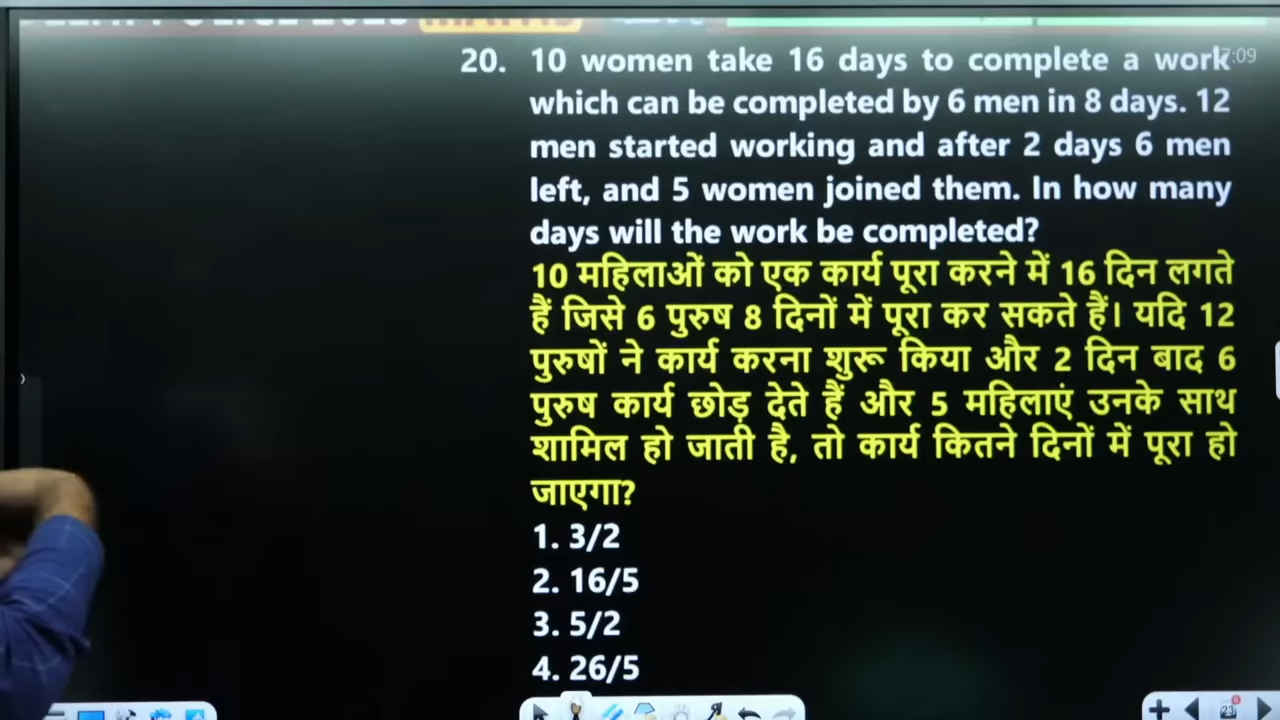 20. 10 women take 16 days to complete a work
which can be completed by 6 men in 8 days. 12
men started working and after 2 days 6 men
left, and 5 women joined them. In how many
days will the work be completed?
10 महिलाओं को एक कार्य पूरा करने में 16 दिन लगते
हैं जिसे 6 पुरुष 8 दिनों में पूरा कर सकते हैं। यदि 12
पुरुषों ने कार्य करना शुरू किया और 2 दिन बाद 6
पुरुष कार्य छोड़ देते हैं और 5 महिलाएं उनके साथ
शामिल हो जाती है, तो कार्य कितने दिनों में पूरा हो
जाएगा?
1. 3/2
2. 16/5
3. 5/2
4. 26/5
23